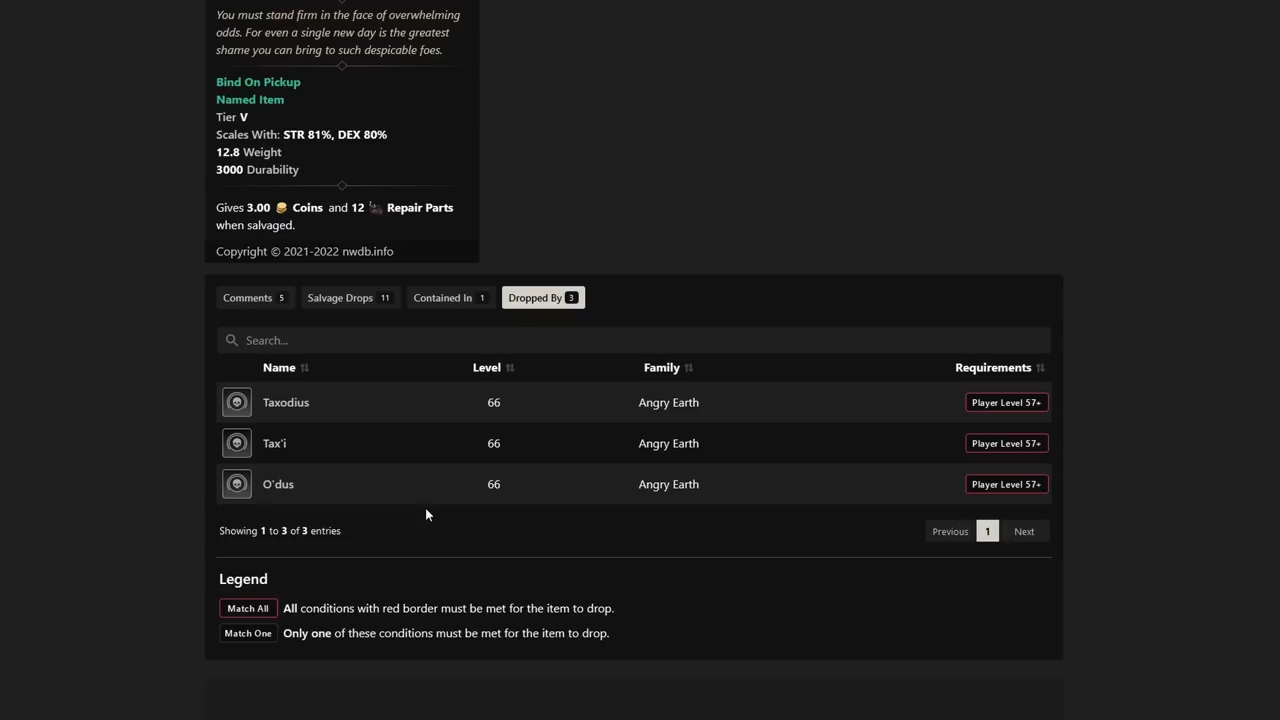 You must stand firm in the face of overwhelming
odds. For even a single new day is the greatest
shame you can bring to such despicable foes.
Bind On Pickup
Named Item
Tier V
Scales With: STR 81%, DEX 80%
12.8 Weight
3000 Durability
Gives 3.00 Coins and 12 Repair Parts
when salvaged.
Copyright © 2021-2022 nwdb.info
Comments 5 Salvage Drops 11 Contained In 1 Dropped By 3
Search...
Name Level Family Requirements
Taxodius 66 Angry Earth Player Level 57+
Tax'i 66 Angry Earth Player Level 57+
O'dus 66 Angry Earth Player Level 57+
Showing 1 to 3 of 3 entries Previous 1 Next
Legend
Match All All conditions with red border must be met for the item to drop.
Match One Only one of these conditions must be met for the item to drop.